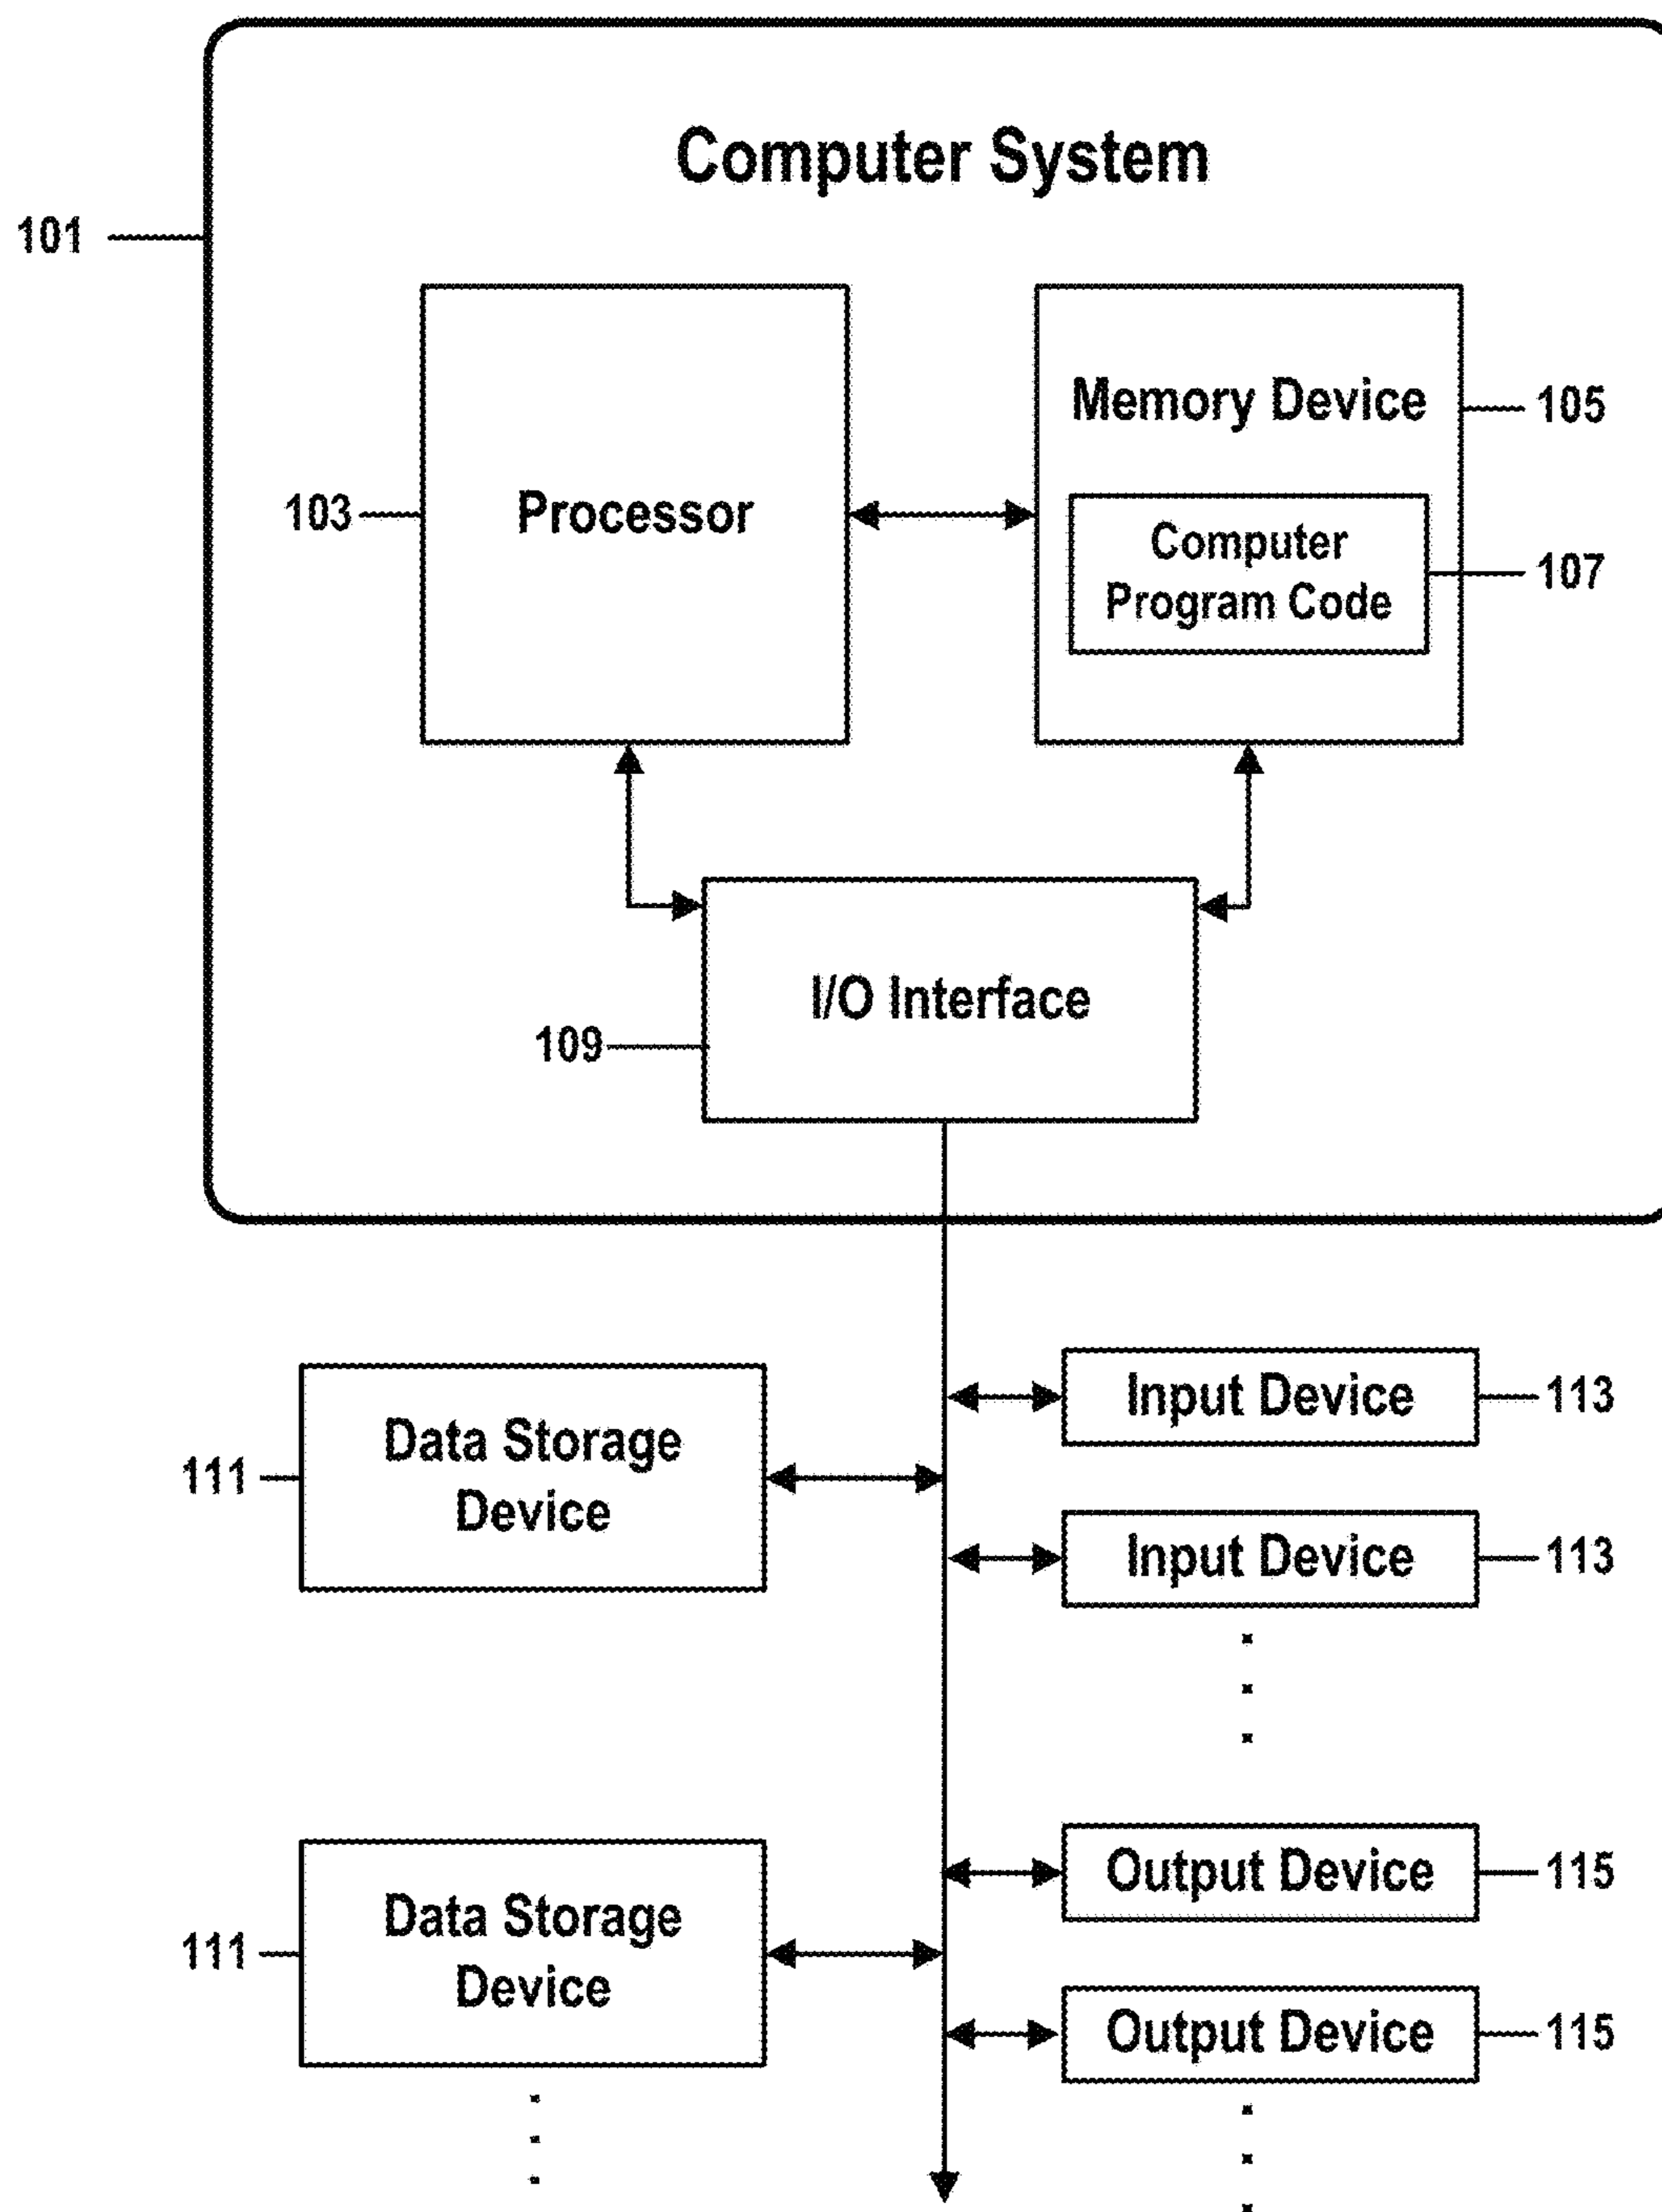 Computer System
101
Processor
103
Memory Device
105
Computer
Program Code
107
I/O Interface
109
Data Storage
Device
111
Input Device
113
Input Device
113
Data Storage
Device
111
Output Device
115
Output Device
115